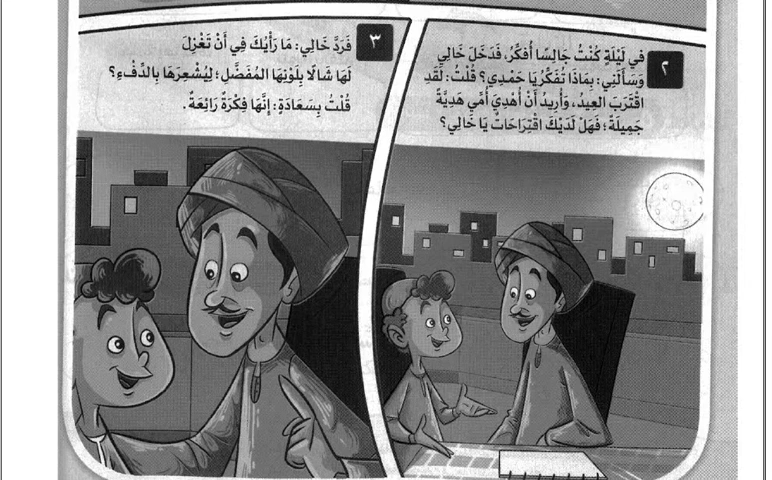 ٢
فِي لَيْلَةٍ كُنْتُ جَالِسًا أُفَكِّرُ، فَدَخَلَ خَالِي
وَسَأَلَنِي: بِمَاذَا تُفَكِّرُ يَا حَمْدِي؟ قُلْتُ: لَقَدِ
اقْتَرَبَ العِيدُ، وَأُرِيدُ أَنْ أُهْدِيَ أُمِّي هَدِيَّةً
جَمِيلَةً؛ فَهَلْ لَدَيْكَ اقْتِرَاحَاتٌ يَا خَالِي؟
٣
فَرَدَّ خَالِي: مَا رَأْيُكَ فِي أَنْ تَغْزِلَ
لَهَا شَالًا بِلَوْنِهَا المُفَضَّلِ؛ لِيُشْعِرَهَا بِالدِّفْءِ؟
قُلْتُ بِسَعَادَةٍ: إِنَّهَا فِكْرَةٌ رَائِعَةٌ.